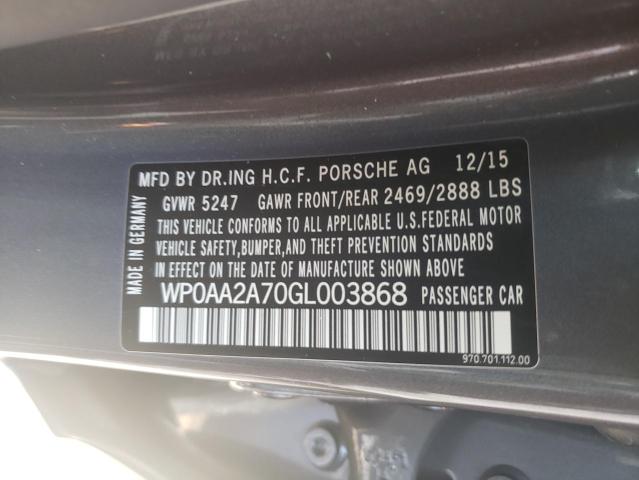 MFD BY DR.ING H.C.F. PORSCHE AG 12/15
GVWR 5247 GAWR FRONT/REAR 2469/2888 LBS
THIS VEHICLE CONFORMS TO ALL APPLICABLE U.S.FEDERAL MOTOR
VEHICLE SAFETY,BUMPER,AND THEFT PREVENTION STANDARDS
IN EFFECT ON THE DATE OF MANUFACTURE SHOWN ABOVE.
WP0AA2A70GL003868 PASSENGER CAR
MADE IN GERMANY
970.701.112.00